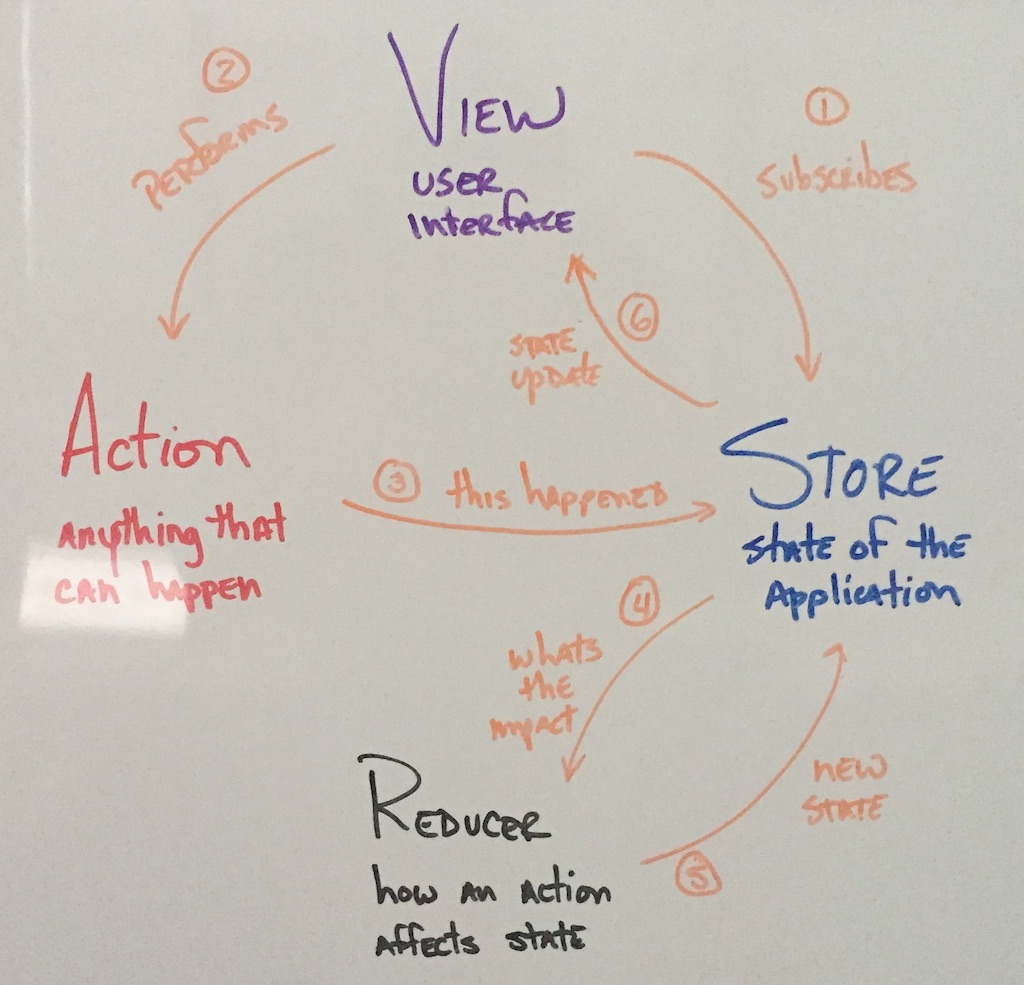 2
Performs
View
User
Interface
1
Subscribes
6
State
Update
Action
Anything that
can happen
3 this happened
Store
state of the
Application
4
whats
the
impact
Reducer
how an action
affects state
new
state
5